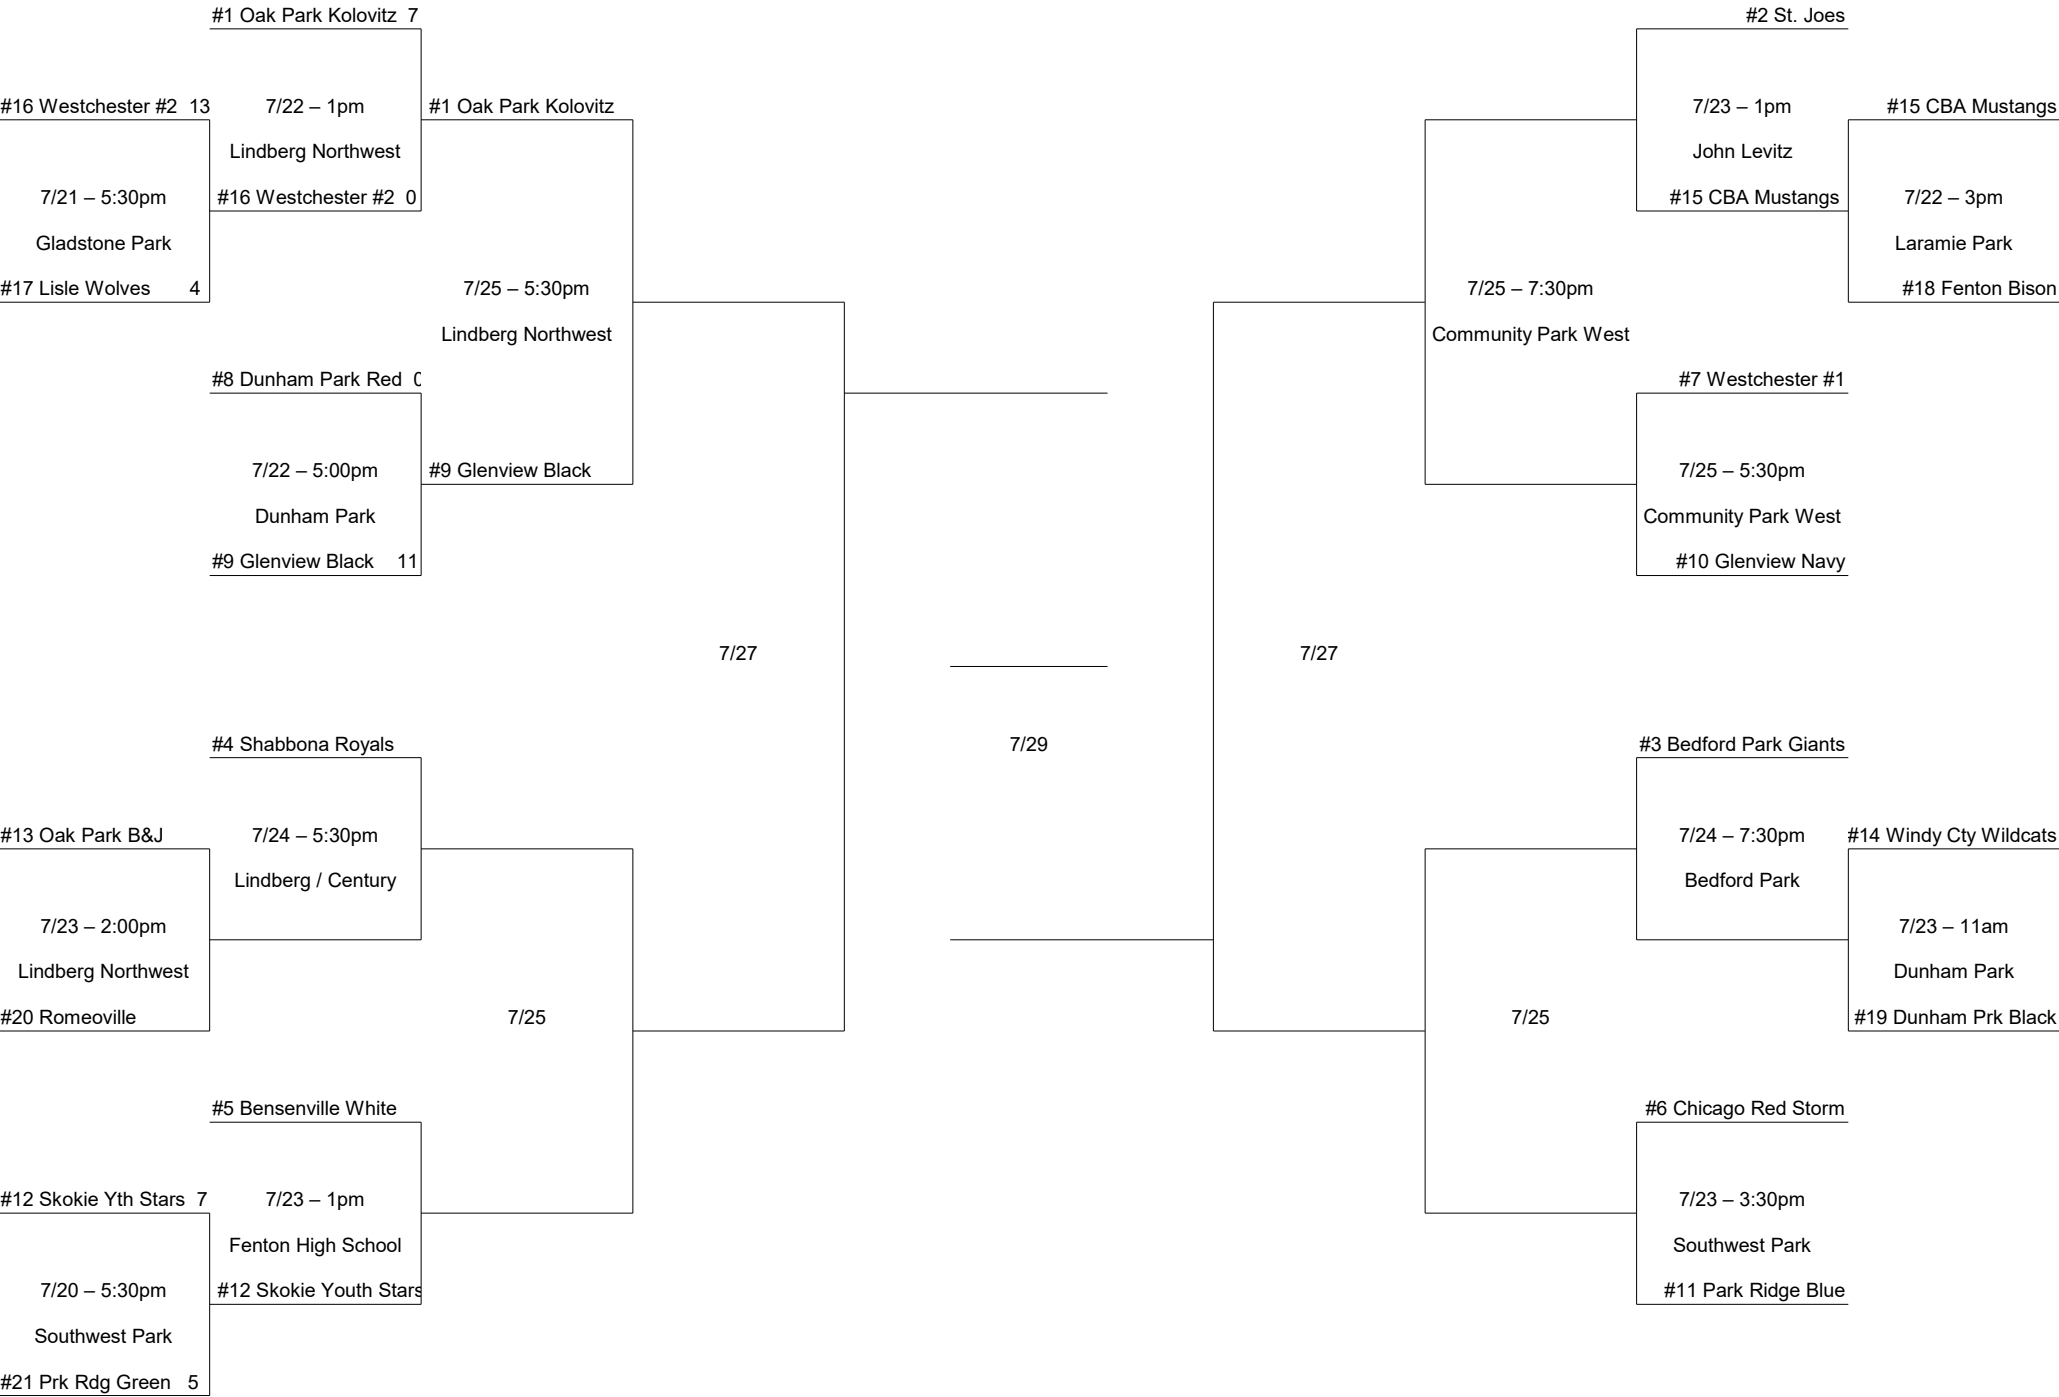 #1 Oak Park Kolovitz 7
#2 St. Joes
#16 Westchester #2 13
7/22 – 1pm
#1 Oak Park Kolovitz
7/23 – 1pm
#15 CBA Mustangs
Lindberg Northwest
John Levitz
7/21 – 5:30pm
#16 Westchester #2 0
#15 CBA Mustangs
7/22 – 3pm
Gladstone Park
Laramie Park
#17 Lisle Wolves 4
7/25 – 5:30pm
7/25 – 7:30pm
#18 Fenton Bison
Lindberg Northwest
Community Park West
#8 Dunham Park Red 0
#7 Westchester #1
7/22 – 5:00pm
#9 Glenview Black
7/25 – 5:30pm
Dunham Park
Community Park West
#9 Glenview Black 11
#10 Glenview Navy
7/27
7/27
#4 Shabbona Royals
7/29
#3 Bedford Park Giants
#13 Oak Park B&J
7/24 – 5:30pm
7/24 – 7:30pm
#14 Windy Cty Wildcats
Lindberg / Century
Bedford Park
7/23 – 2:00pm
7/23 – 11am
Lindberg Northwest
Dunham Park
#20 Romeoville
7/25
7/25
#19 Dunham Prk Black
#5 Bensenville White
#6 Chicago Red Storm
#12 Skokie Yth Stars 7
7/23 – 1pm
7/23 – 3:30pm
Fenton High School
Southwest Park
7/20 – 5:30pm
#12 Skokie Youth Stars
#11 Park Ridge Blue
Southwest Park
#21 Prk Rdg Green 5